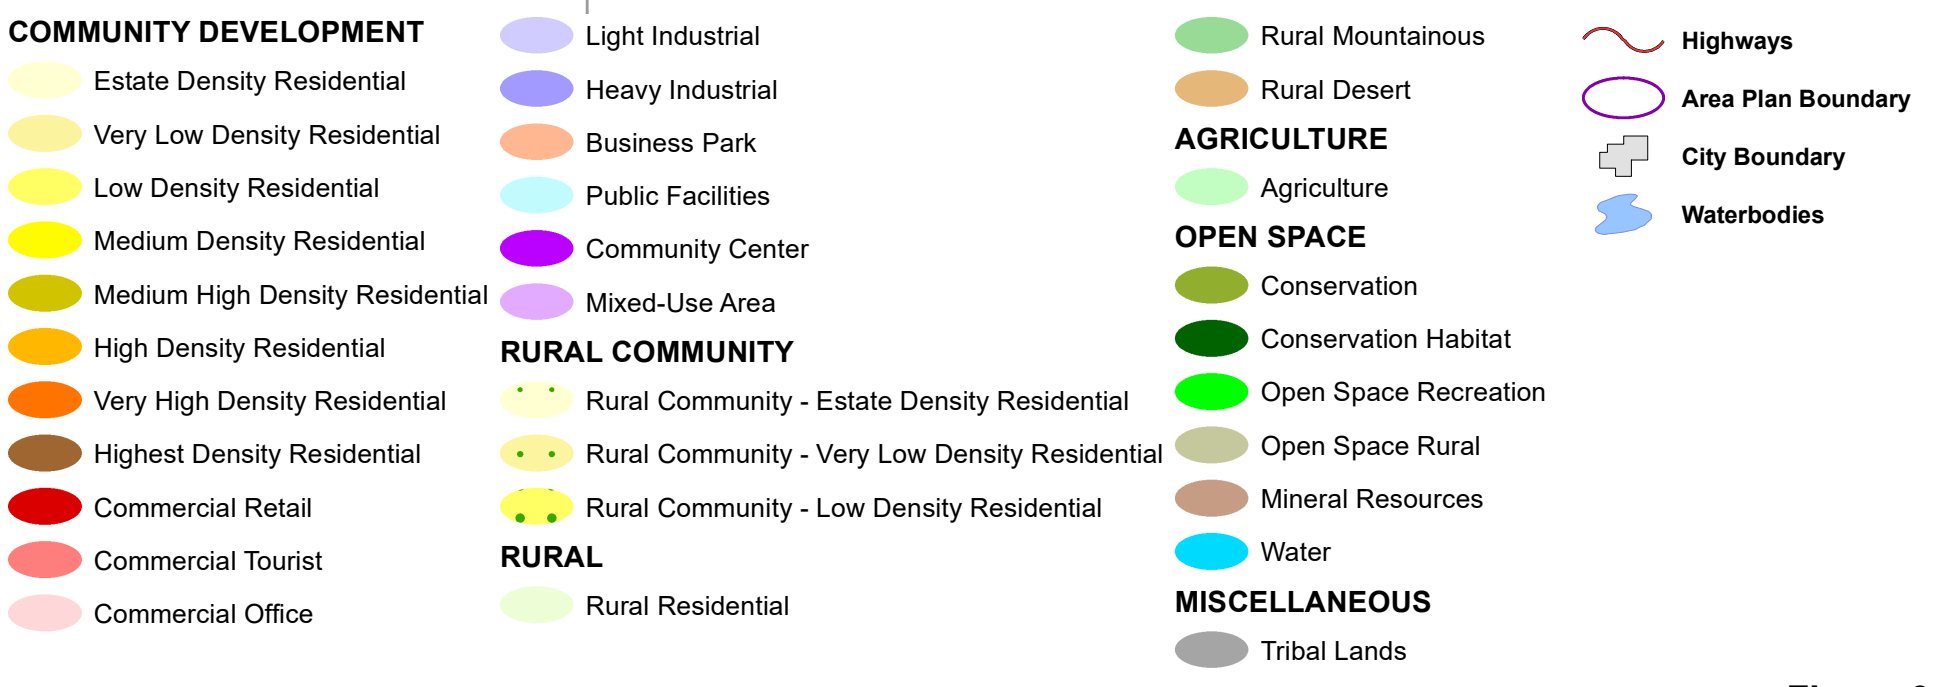 COMMUNITY DEVELOPMENT
Estate Density Residential
Very Low Density Residential
Low Density Residential
Medium Density Residential
Medium High Density Residential
High Density Residential
Very High Density Residential
Highest Density Residential
Commercial Retail
Commercial Tourist
Commercial Office
Light Industrial
Heavy Industrial
Business Park
Public Facilities
Community Center
Mixed-Use Area
RURAL COMMUNITY
Rural Community - Estate Density Residential
Rural Community - Very Low Density Residential
Rural Community - Low Density Residential
RURAL
Rural Residential
Rural Mountainous
Rural Desert
AGRICULTURE
Agriculture
OPEN SPACE
Conservation
Conservation Habitat
Open Space Recreation
Open Space Rural
Mineral Resources
Water
MISCELLANEOUS
Tribal Lands
Highways
Area Plan Boundary
City Boundary
Waterbodies